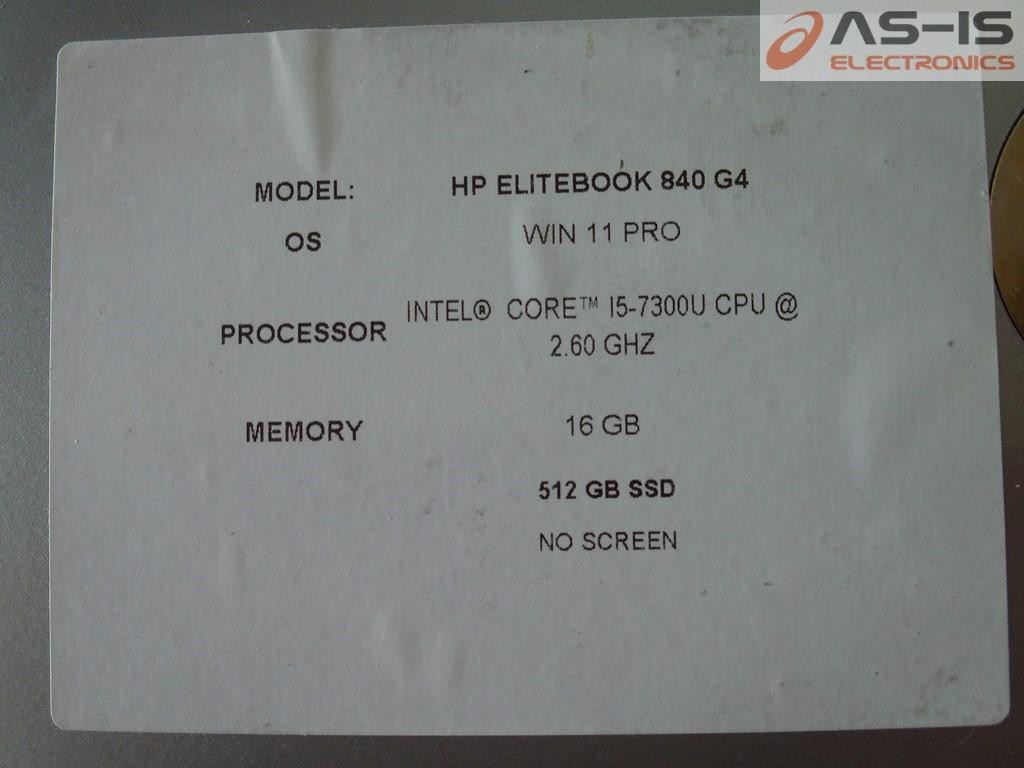 AS-IS
ELECTRONICS
MODEL: HP ELITEBOOK 840 G4
OS WIN 11 PRO
PROCESSOR INTEL® CORE™ I5-7300U CPU @
2.60 GHZ
MEMORY 16 GB
512 GB SSD
NO SCREEN